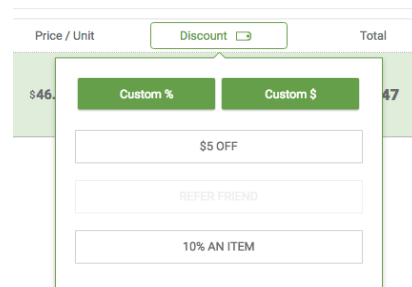 Price / Unit Discount Total
$46. Custom % Custom $ 47
$5 OFF
REFER FRIEND
10% AN ITEM